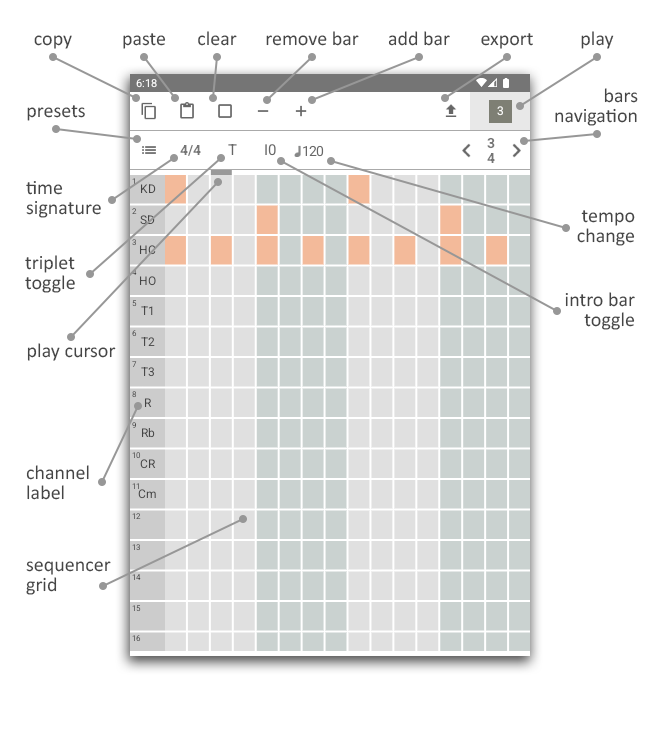 copy paste clear remove bar add bar export play
6:18
presets
3
bars
navigation
4/4 T I0 ♩120
3
4
time
signature
triplet
toggle
play cursor
channel
label
sequencer
grid
tempo
change
intro bar
toggle
1 KD
2 SD
3 HC
4 HO
5 T1
6 T2
7 T3
8 R
9 Rb
10 CR
11 Cm
12
13
14
15
16